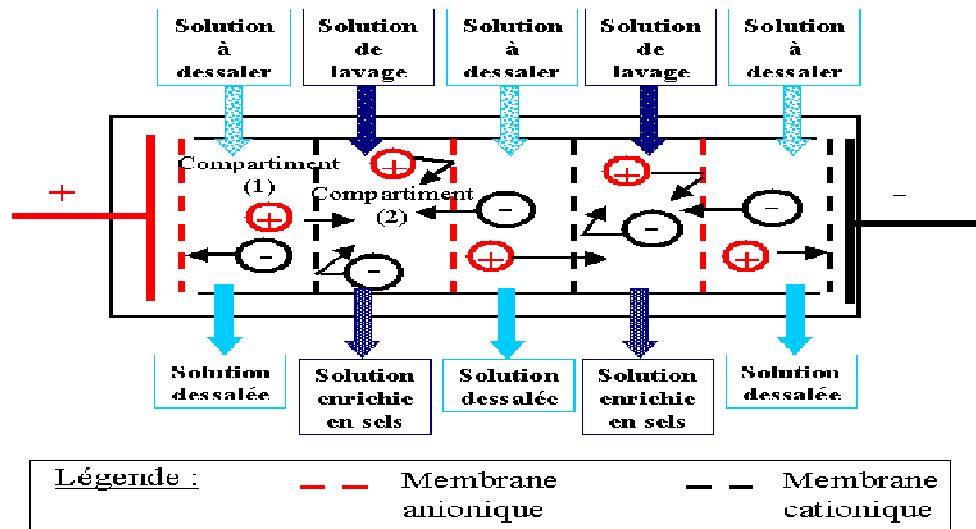 Solution
à
dessaler
Solution
de
lavage
Solution
à
dessaler
Solution
de
lavage
Solution
à
dessaler
+
-
Compartiment
(1)
+
Compartiment
(2)
+
+
-
-
-
-
-
-
+
+
Solution
dessalée
Solution
enrichie
en sels
Solution
dessalée
Solution
enrichie
en sels
Solution
dessalée
Légende :
Membrane
anionique
Membrane
cationique